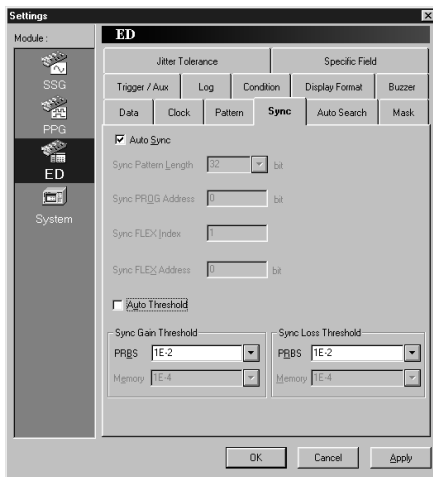 Settings
Module :
SSG
PPG
ED
System
ED
Jitter Tolerance Specific Field
Trigger / Aux Log Condition Display Format Buzzer
Data Clock Pattern Sync Auto Search Mask
Auto Sync
Sync Pattern Length 32 bit
Sync PROG Address 0 bit
Sync FLEX Index 1
Sync FLEX Address 0 bit
Auto Threshold
Sync Gain Threshold Sync Loss Threshold
PRBS 1E-2 PRBS 1E-2
Memory 1E-4 Memory 1E-4
OK Cancel Apply